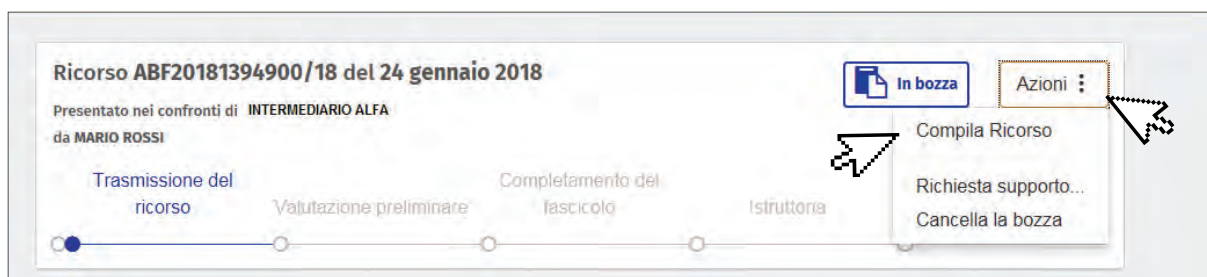 Ricorso ABF20181394900/18 del 24 gennaio 2018
In bozza
Azioni
Presentato nei confronti di INTERMEDIARIO ALFA
da MARIO ROSSI
Compila Ricorso
Richiesta supporto...
Cancella la bozza
Trasmissione del
ricorso
Valutazione preliminare
Completamento del
fascicolo
Istruttoria